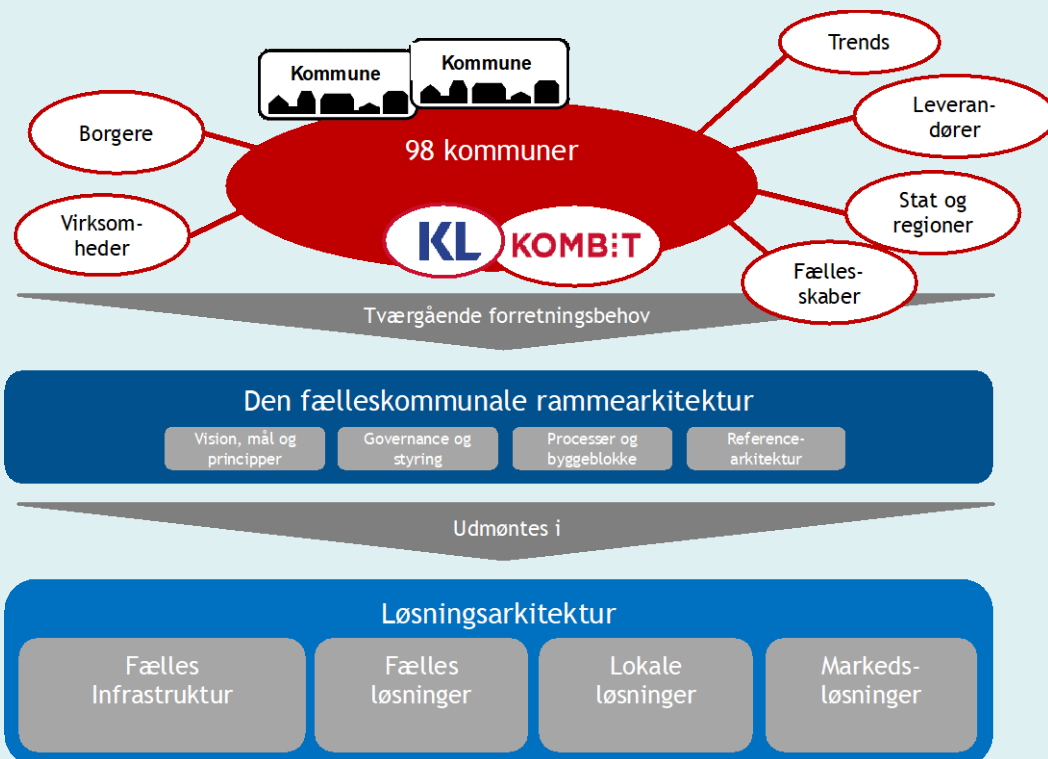 Kommune
Kommune
Trends
Leveran-
dører
Borgere
98 kommuner
Virksom-
heder
Stat og
regioner
KL
KOMB:T
Fælles-
skaber
Tværgående forretningsbehov
Den fælleskommunale rammearkitektur
Vision, mål og
principper
Governance og
styring
Processer og
byggeblokke
Reference-
arkitektur
Udmøntes i
Løsningsarkitektur
Fælles
Infrastruktur
Fælles
løsninger
Lokale
løsninger
Markeds-
løsninger